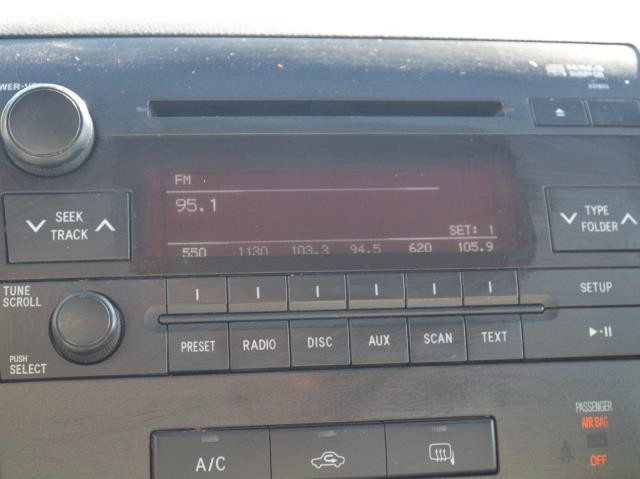 FM
95.1
SET: 1
550 1130 103.3 94.5 620 105.9
SEEK
TRACK
TYPE
FOLDER
TUNE
SCROLL
SETUP
PRESET RADIO DISC AUX SCAN TEXT
PUSH
SELECT
PASSENGER
AIR BAG
OFF
A/C